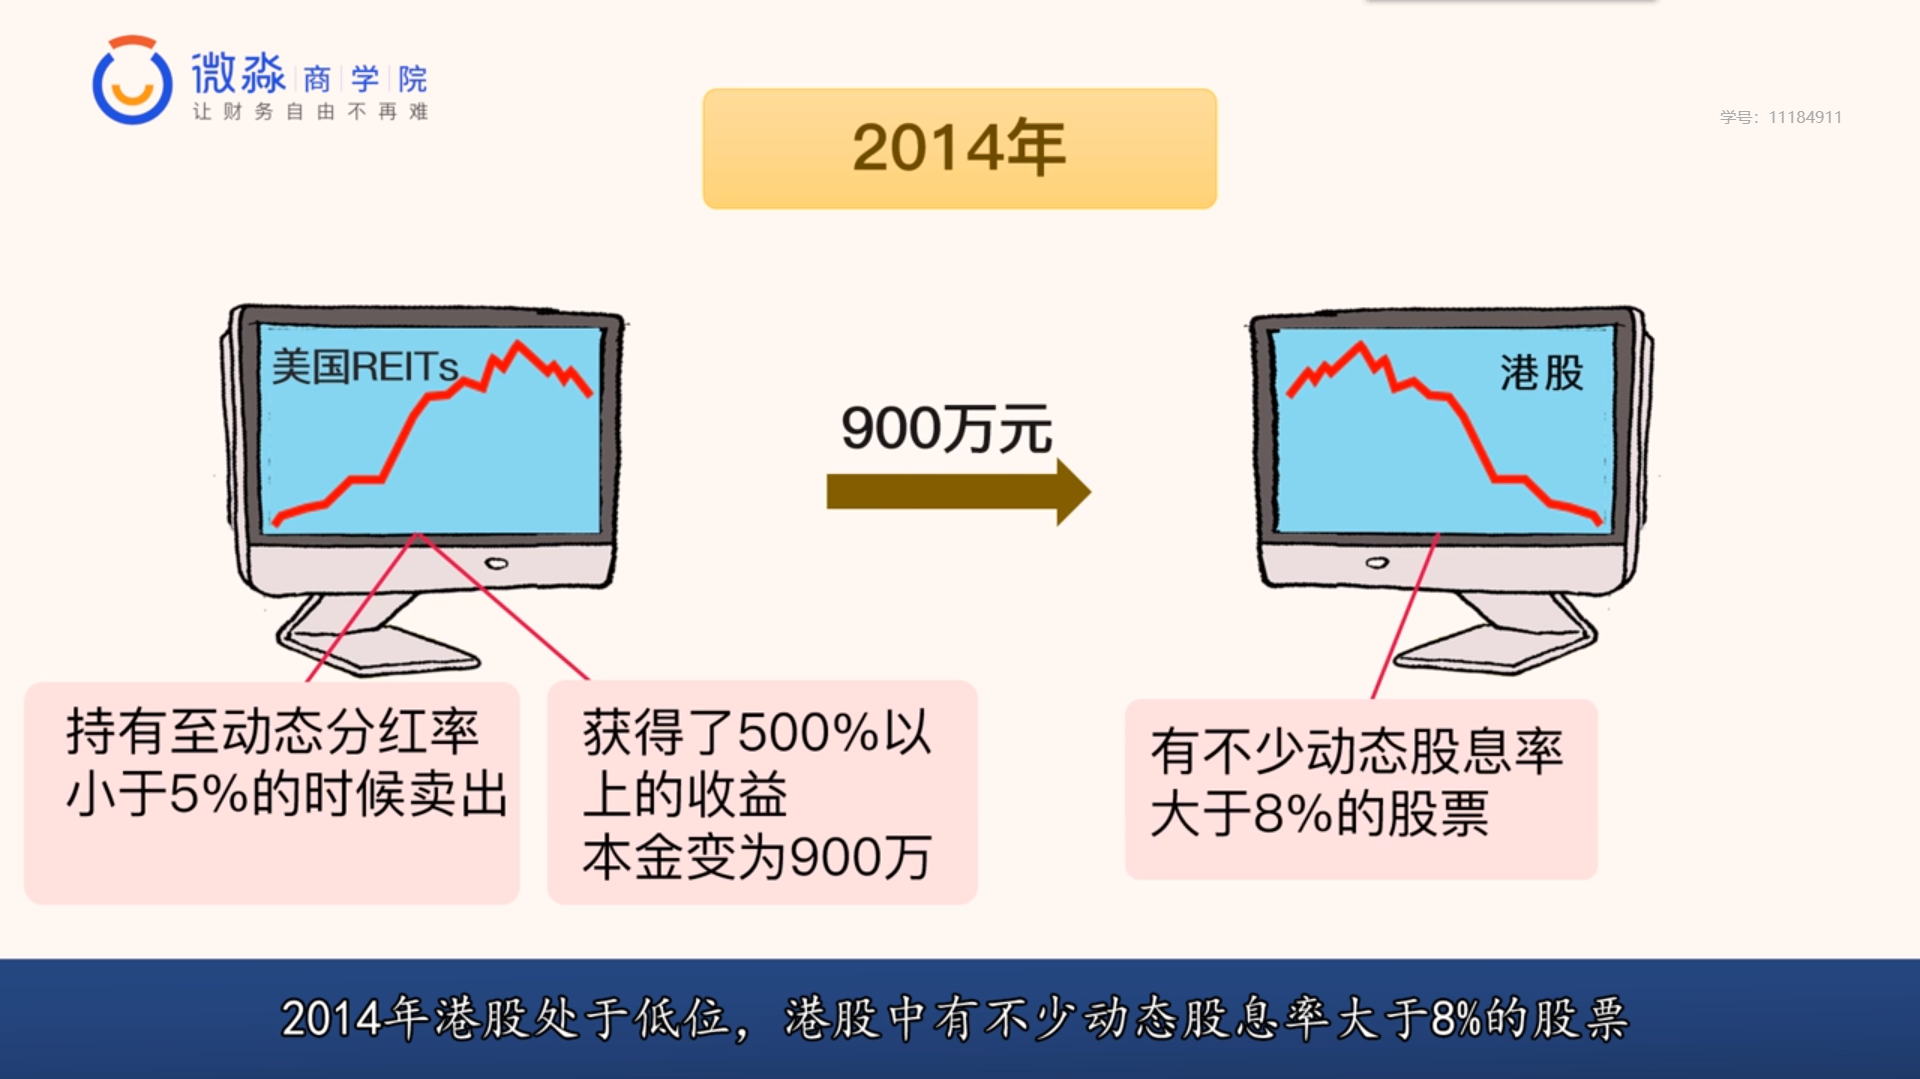 微淼 商 学 院
让财务自由不再难
学号：11184911
2014年
美国REITs
900万元
港股
持有至动态分红率
小于5%的时候卖出
获得了500%以
上的收益
本金变为900万
有不少动态股息率
大于8%的股票
2014年港股处于低位，港股中有不少动态股息率大于8%的股票